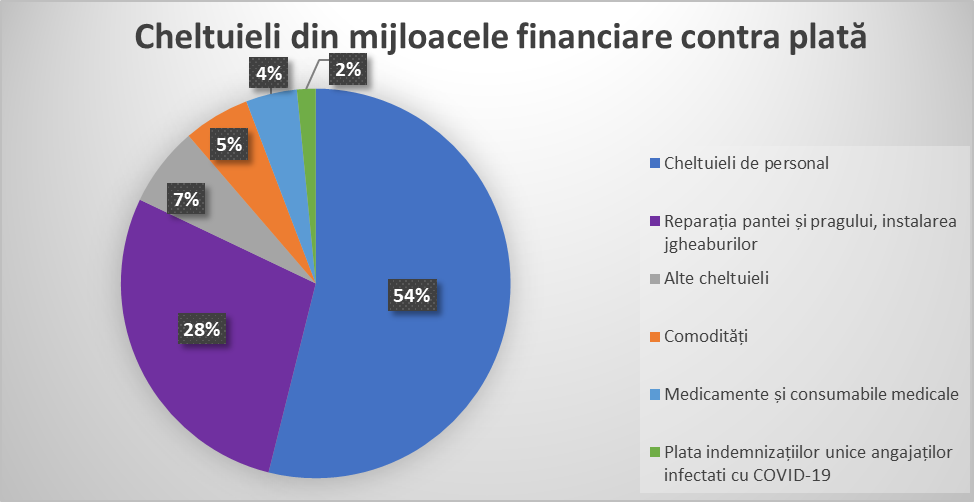 Cheltuieli din mijloacele financiare contra plată
4%
2%
5%
7%
54%
28%
Cheltuieli de personal
Reparația pantei și pragului, instalarea
jgheaburilor
Alte cheltuieli
Comodități
Medicamente și consumabile medicale
Plata indemnizațiilor unice angajaților
infectati cu COVID-19